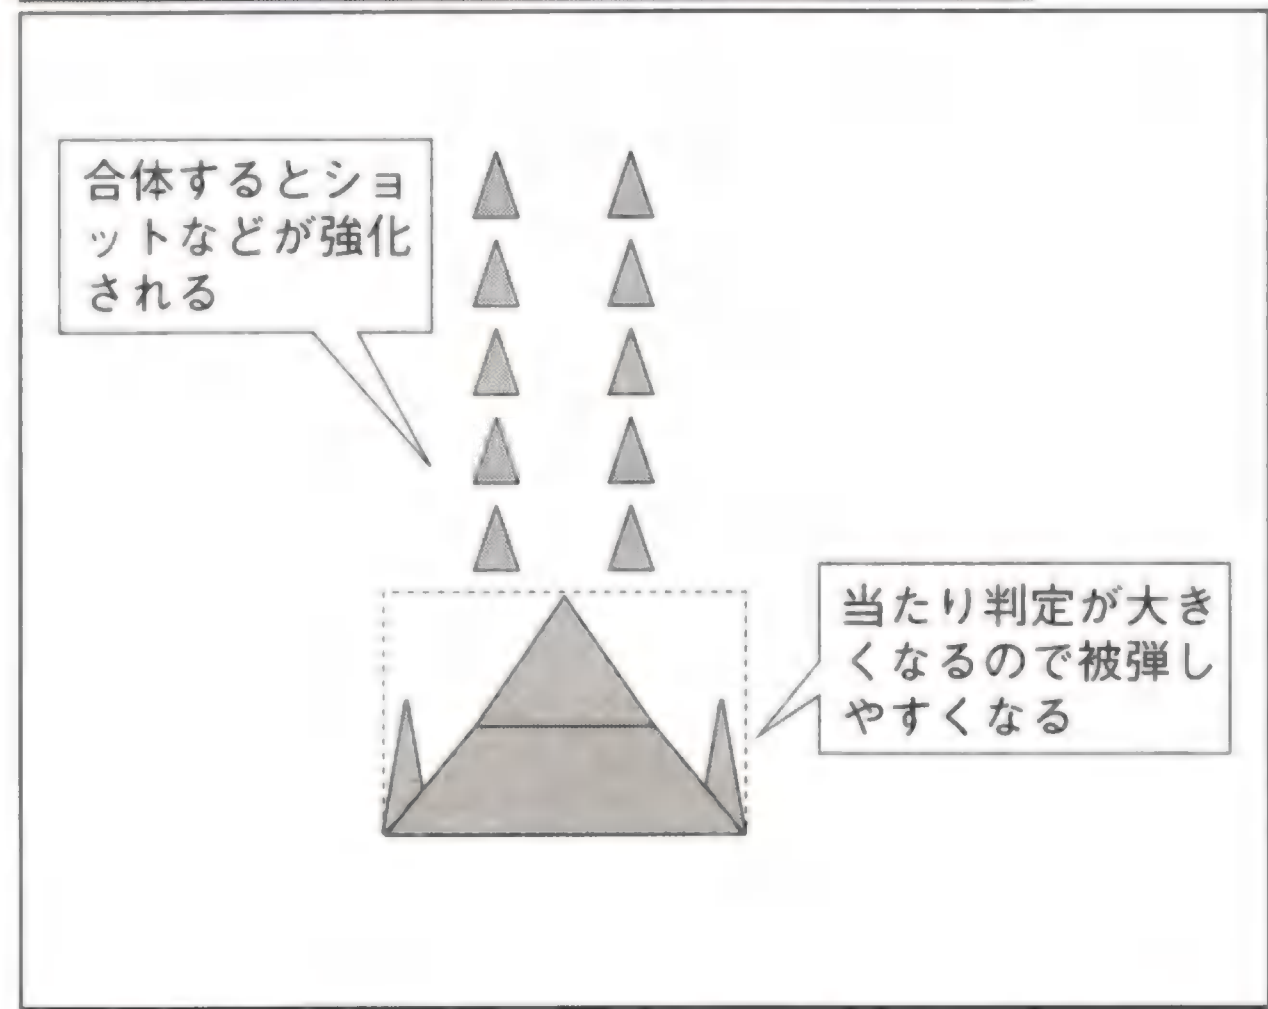 合体するとショ
ットなどが強化
される
当たり判定が大き
くなるので被弾し
やすくなる